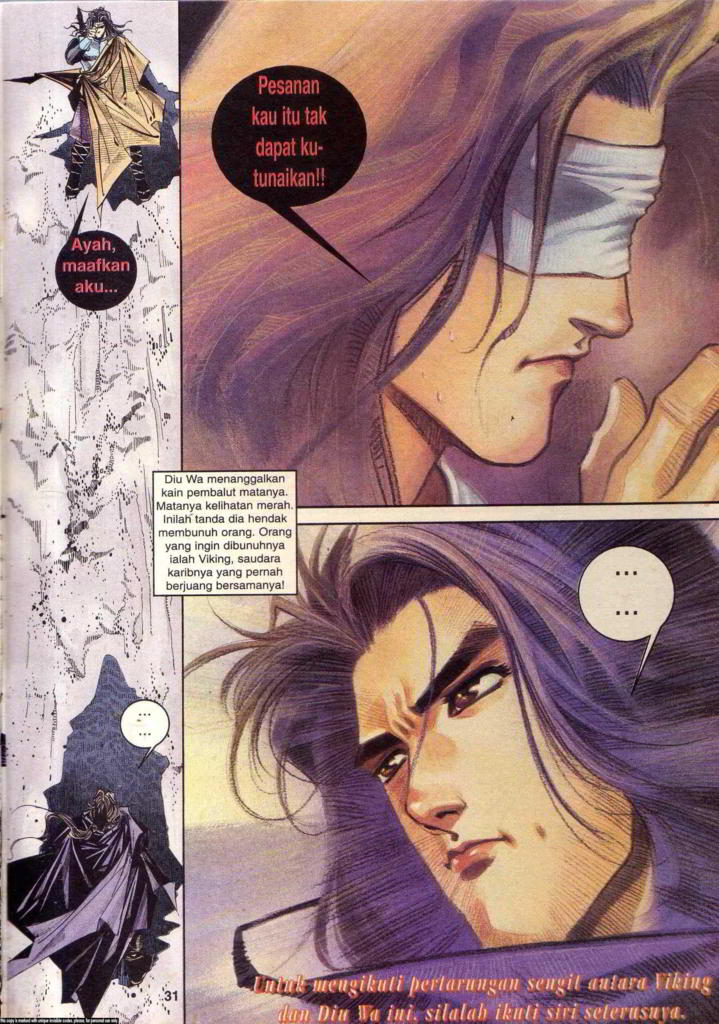 Ayah,
maafkan
aku...
Pesanan
kau itu tak
dapat ku-
tunaikan!!
Diu Wa menanggalkan
kain pembalut matanya.
Matanya kelihatan merah.
Inilah tanda dia hendak
membunuh orang. Orang
yang ingin dibunuhnya
ialah Viking, saudara
karibnya yang pernah
berjuang bersamanya!
...
...
...
...
31
Untuk mengikuti pertarungan sengit antara Viking
dan Diu Wa ini, silalah ikuti siri seterusnya.